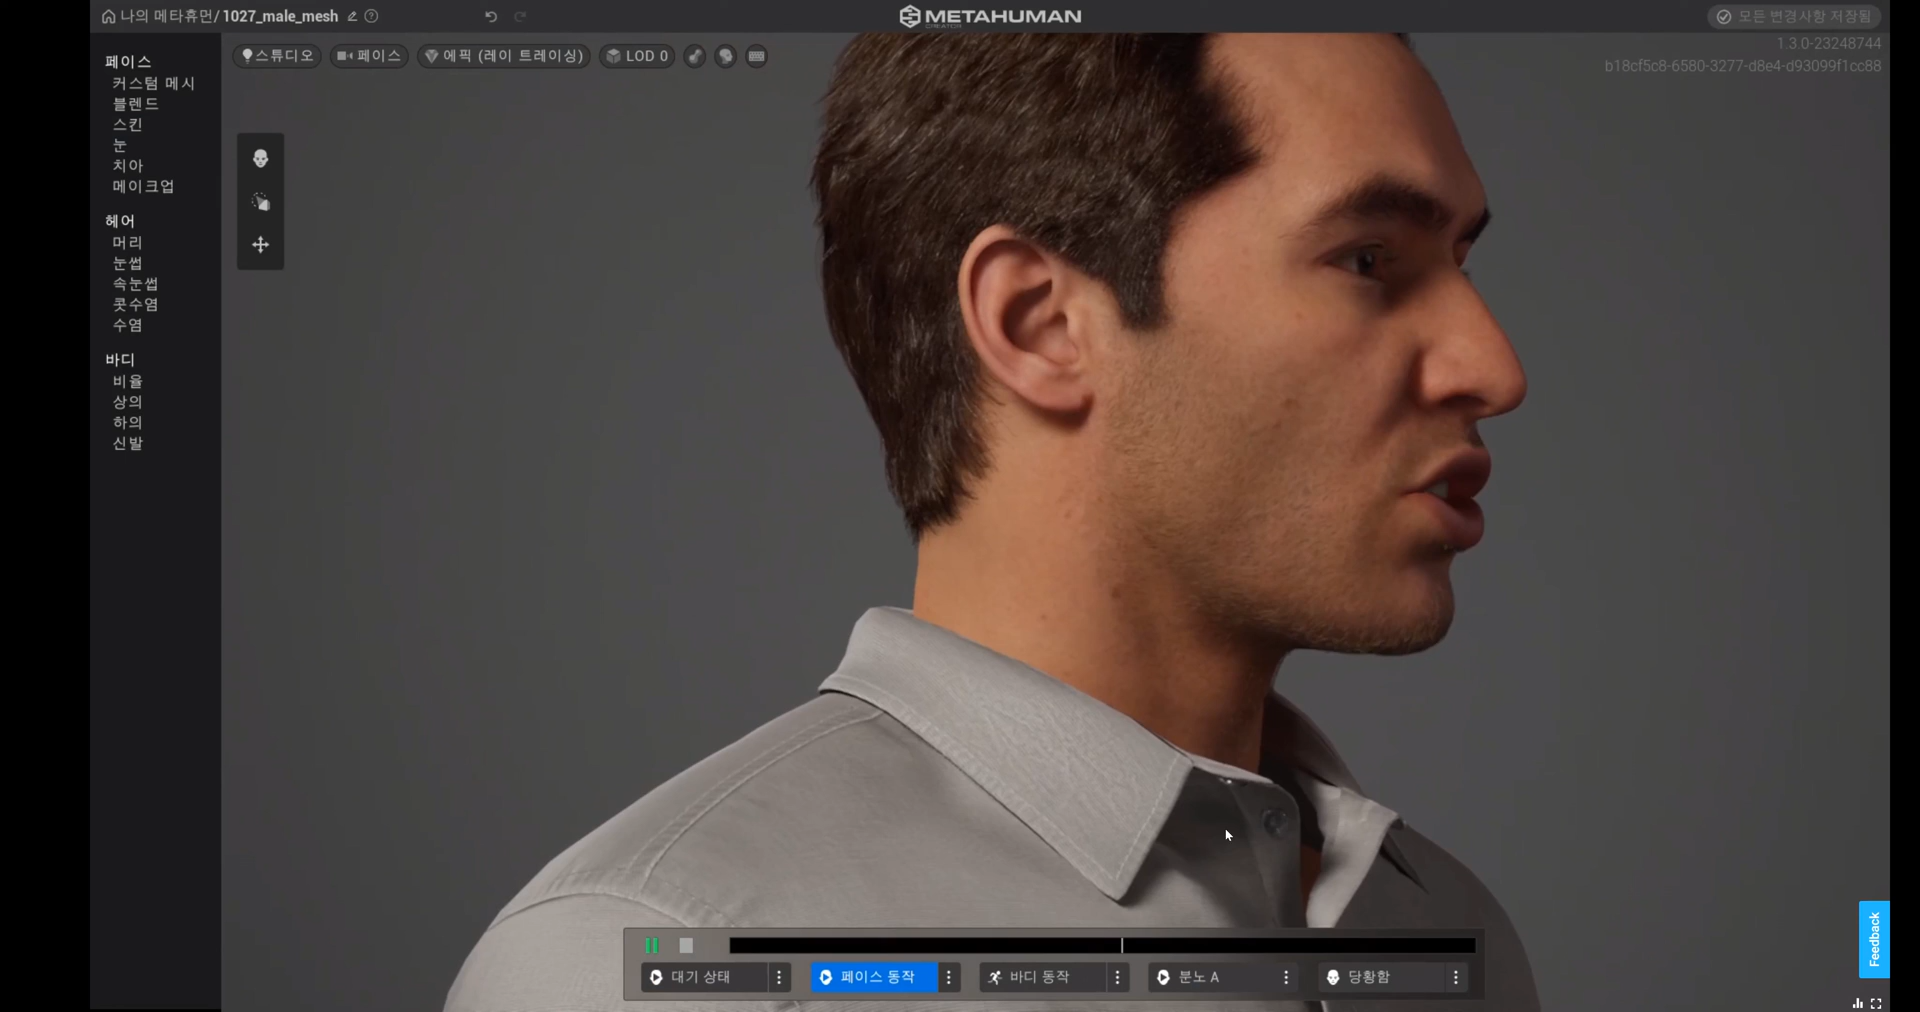 나의 메타휴먼/ 1027_male_mesh
METAHUMAN
CREATOR
모든 변경사항 저장됨
1.3.0-23248744
b18cf5c8-6580-3277-d8e4-d93099f1cc88
스튜디오
페이스
에픽 (레이 트레이싱)
LOD 0
페이스
커스텀 메시
블렌드
스킨
눈
치아
메이크업
헤어
머리
눈썹
속눈썹
콧수염
수염
바디
비율
상의
하의
신발
대기 상태
페이스 동작
바디 동작
분노 A
당황함
Feedback